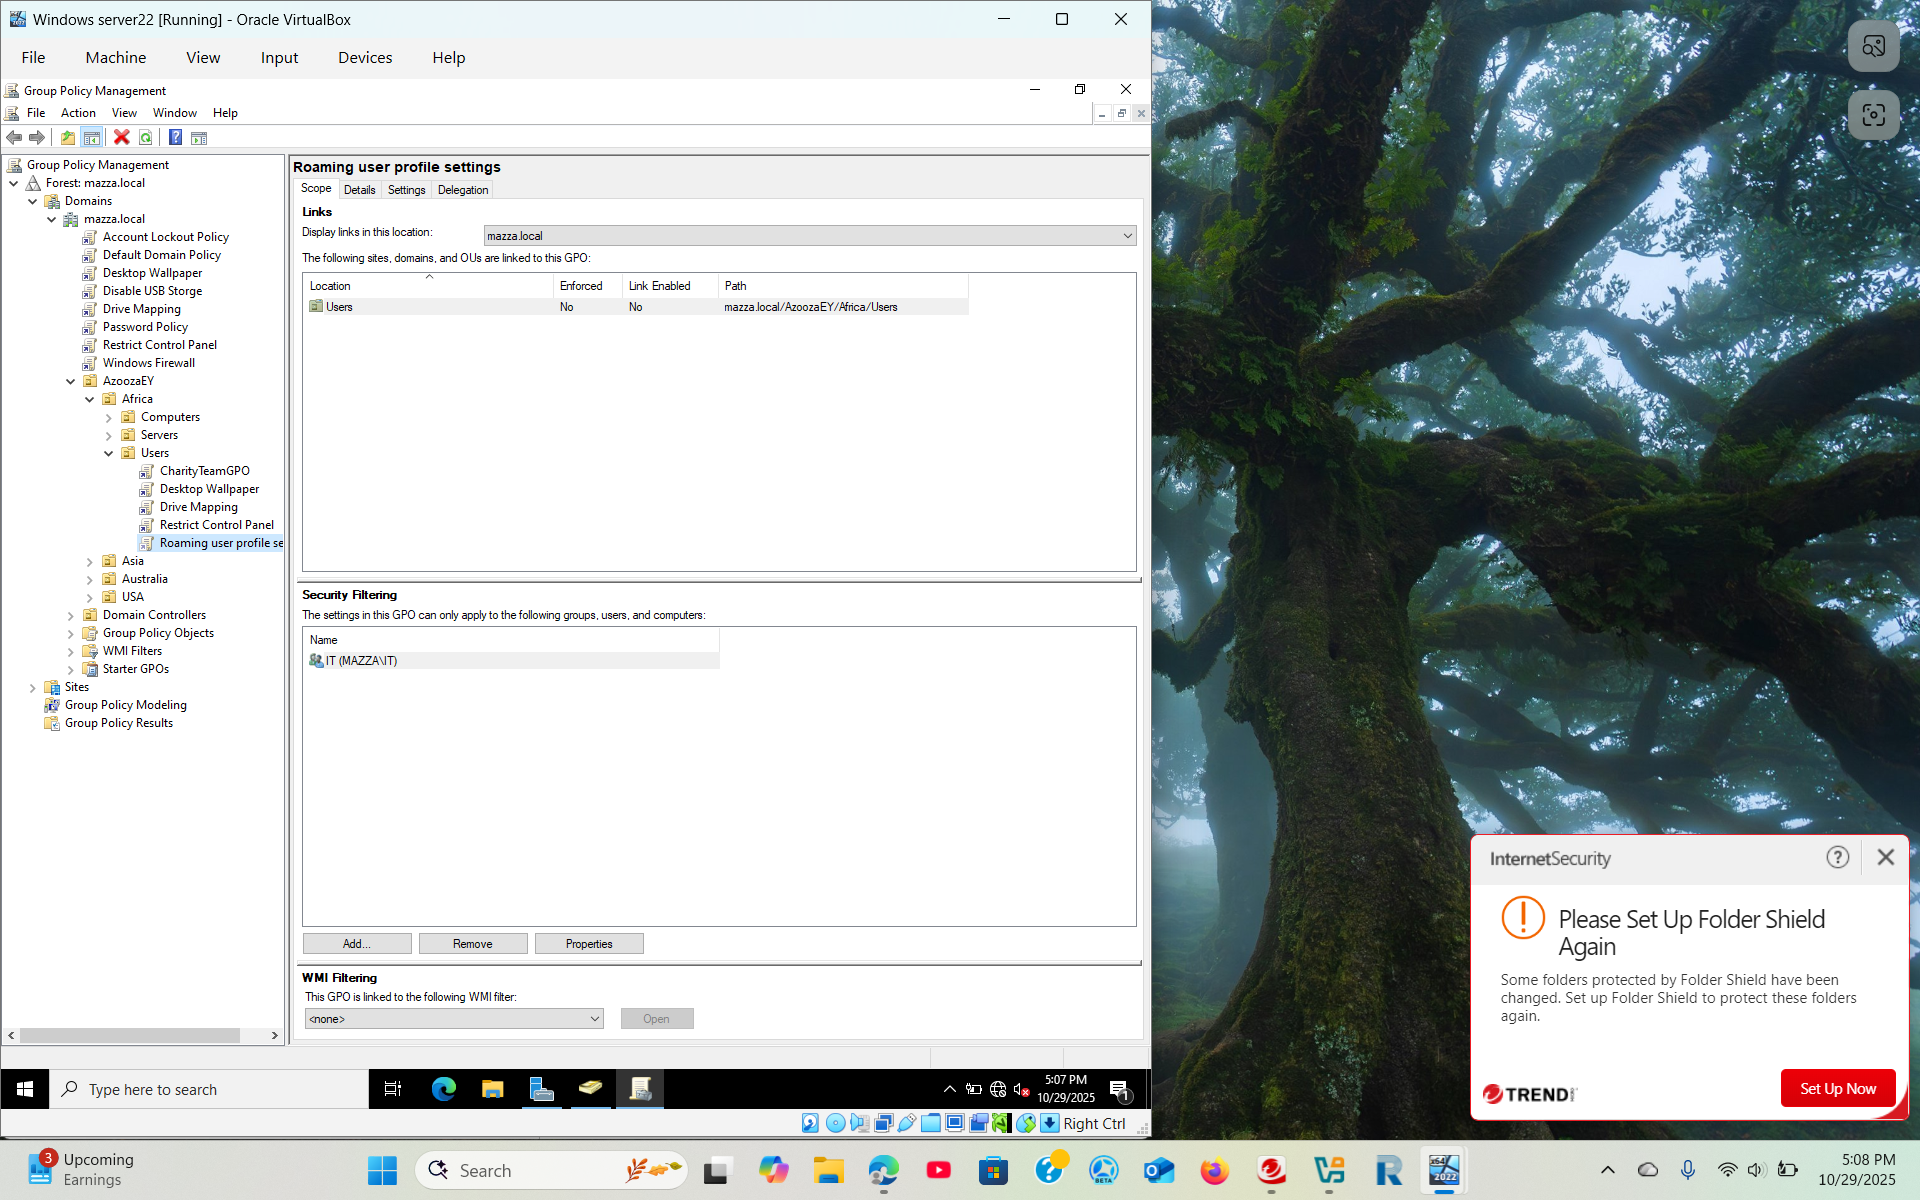 Windows server22 [Running] - Oracle VirtualBox
File Machine View Input Devices Help
Group Policy Management
File Action View Window Help
Group Policy Management
Forest: mazza.local
Domains
mazza.local
Account Lockout Policy
Default Domain Policy
Desktop Wallpaper
Disable USB Storge
Drive Mapping
Password Policy
Restrict Control Panel
Windows Firewall
AzoozaEY
Africa
Computers
Servers
Users
CharityTeamGPO
Desktop Wallpaper
Drive Mapping
Restrict Control Panel
Roaming user profile se
Asia
Australia
USA
Domain Controllers
Group Policy Objects
WMI Filters
Starter GPOs
Sites
Group Policy Modeling
Group Policy Results
Roaming user profile settings
Scope Details Settings Delegation
Links
Display links in this location: mazza.local
The following sites, domains, and OUs are linked to this GPO:
Location Enforced Link Enabled Path
Users No No mazza.local/AzoozaEY/Africa/Users
Security Filtering
The settings in this GPO can only apply to the following groups, users, and computers:
Name
IT (MAZZA\IT)
Add... Remove Properties
WMI Filtering
This GPO is linked to the following WMI filter:
<none> Open
Type here to search
5:07 PM
10/29/2025
1
Right Ctrl
InternetSecurity
Please Set Up Folder Shield
Again
Some folders protected by Folder Shield have been
changed. Set up Folder Shield to protect these folders
again.
TREND
Set Up Now
3
Upcoming
Earnings
Search
BETA
x64
2022
5:08 PM
10/29/2025